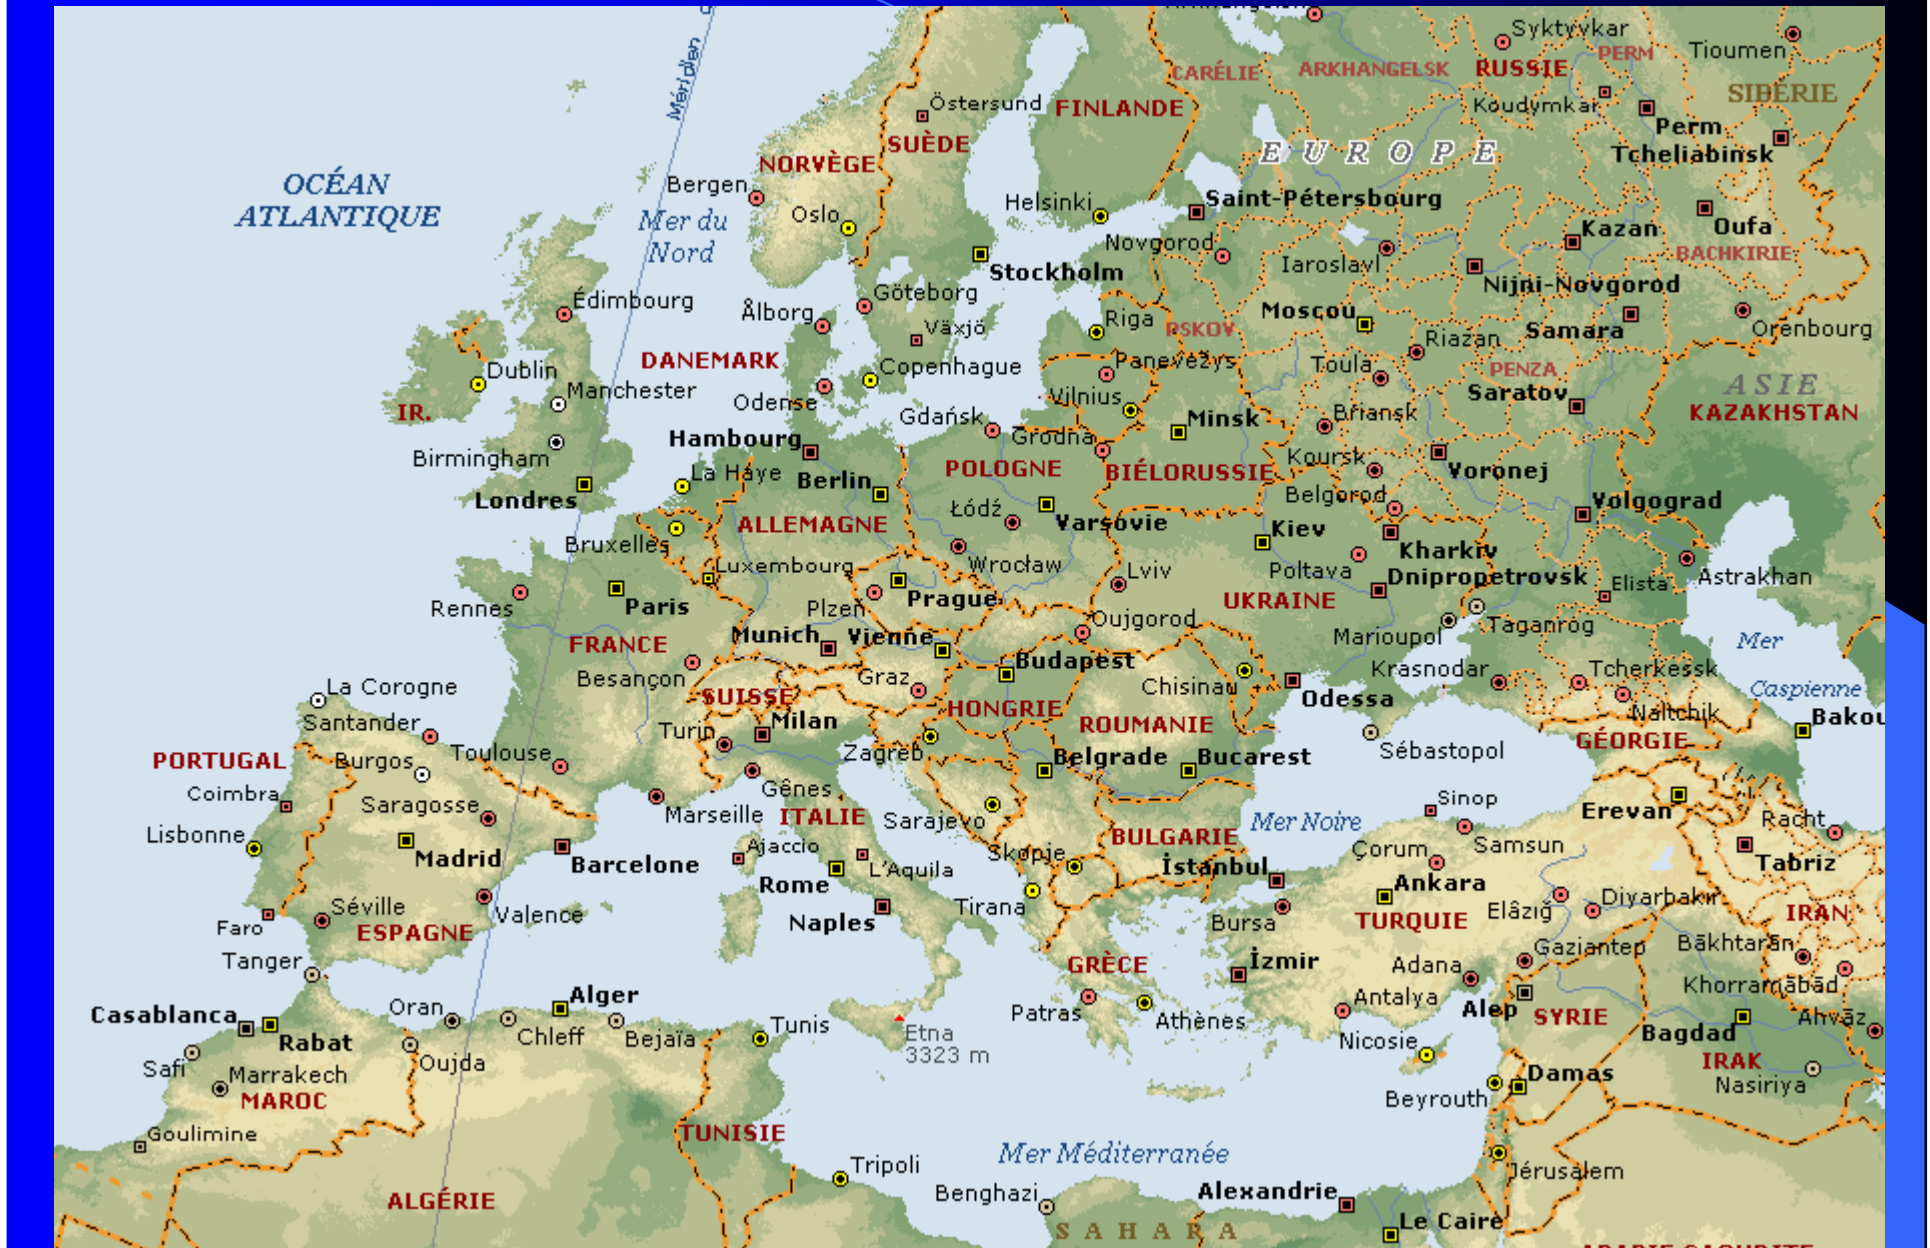 Syktyvkar
PERM
Tioumen
CARÉLIE
ARKHANGELSK
RUSSIE
SIBÉRIE
Méridien
Östersund
FINLANDE
Koudymkar
Perm
SUÈDE
EUROPE
Tcheliabinsk
NORVÈGE
OCÉAN
ATLANTIQUE
Bergen
Mer du
Nord
Oslo
Helsinki
Saint-Pétersbourg
Kazan
Oufa
BACHKIRIE
Novgorod
Iaroslavl
Stockholm
Nijni-Novgorod
Édimbourg
Ålborg
Göteborg
Växjö
Riga
PSKOV
Moscou
Riazan
Samara
Orenbourg
DANEMARK
Copenhague
Panevežys
Toula
PENZA
ASIE
Dublin
Manchester
IR.
Odense
Gdańsk
Vilnius
Minsk
Briansk
Saratov
KAZAKHSTAN
Birmingham
Hambourg
Grodna
POLOGNE
BIÉLORUSSIE
Koursk
Voronej
La Haye
Berlin
Belgorod
Londres
Volgograd
ALLEMAGNE
Łódź
Varsovie
Kiev
Kharkiv
Bruxelles
Luxembourg
Wrocław
Lviv
Poltava
Dnipropetrovsk
Elista
Astrakhan
Rennes
Paris
Plzeň
Prague
UKRAINE
Oujgorod
Marioupol
Taganrog
FRANCE
Munich
Vienne
Mer
Caspienne
Besançon
SUISSE
Graz
Budapest
Chisinau
Odessa
Krasnodar
Tcherkessk
Naltchik
La Corogne
Santander
HONGRIE
ROUMANIE
Bakou
Milan
Turin
Zagreb
Sébastopol
GÉORGIE
PORTUGAL
Burgos
Toulouse
Belgrade
Bucarest
Coimbra
Saragosse
Gênes
Marseille
ITALIE
Sarajevo
Mer Noire
Sinop
Erevan
Racht
Lisbonne
Madrid
Barcelone
Ajaccio
L'Aquila
Skopje
BULGARIE
Çorum
Samsun
Tabriz
Rome
İstanbul
Ankara
Séville
Valence
Naples
Tirana
Bursa
TURQUIE
Elâzığ
Diyarbakır
IRAN
Faro
ESPAGNE
GRÈCE
İzmir
Adana
Gaziantep
Bākhtarān
Tanger
Khorramābād
Casablanca
Oran
Alger
Patras
Athènes
Antalya
Alep
SYRIE
Bagdad
Ahvāz
Rabat
Chleff
Bejaïa
Tunis
Etna
3323 m
Nicosie
Safi
Oujda
IRAK
Marrakech
Damas
Nasiriya
MAROC
Beyrouth
Goulimine
TUNISIE
Mer Méditerranée
Jérusalem
Tripoli
ALGÉRIE
Benghazi
Alexandrie
SAHARA
Le Caire